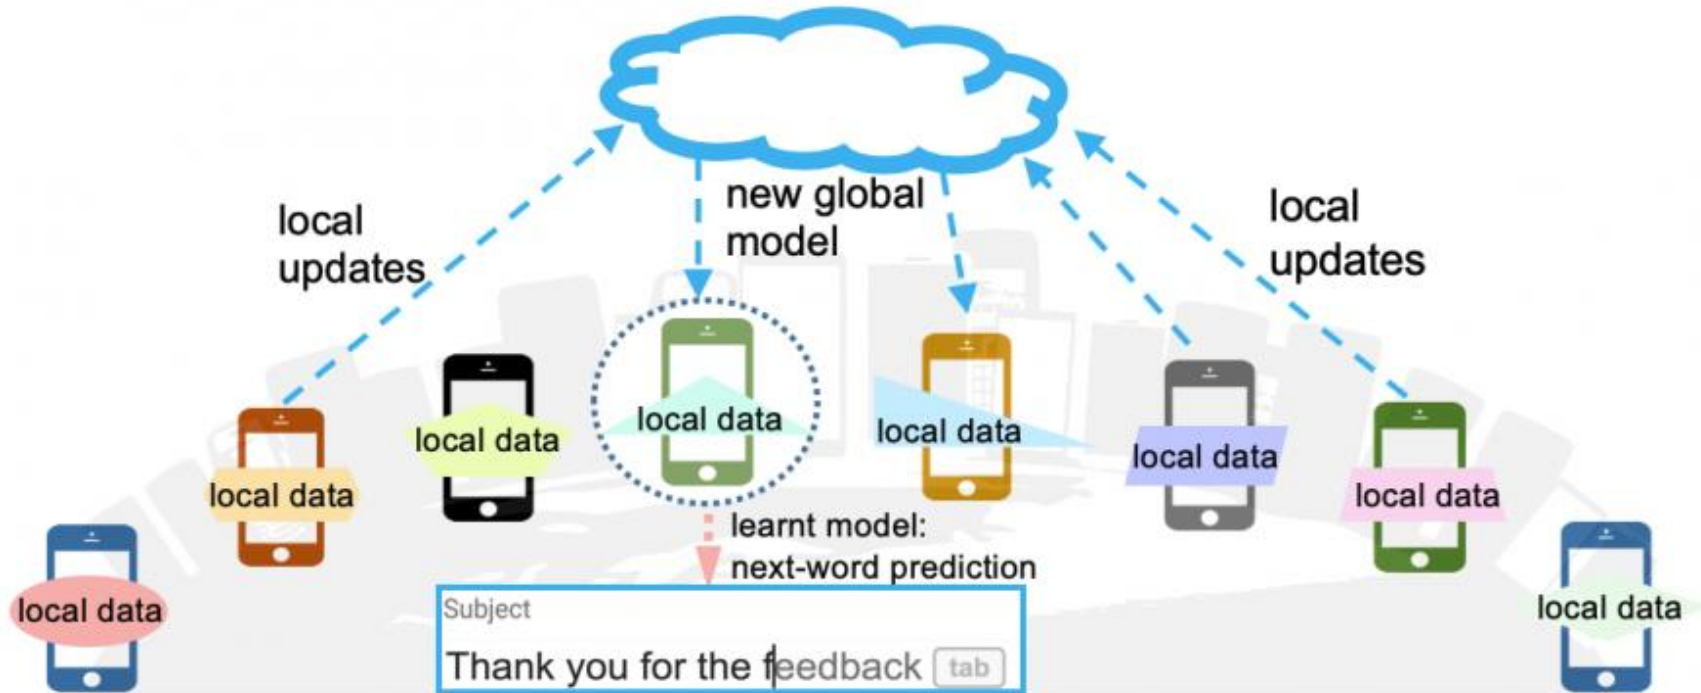 local
updates
new global
model
local
updates
local data
local data
local data
local data
local data
local data
local data
local data
learnt model:
next-word prediction
Subject
Thank you for the feedback tab